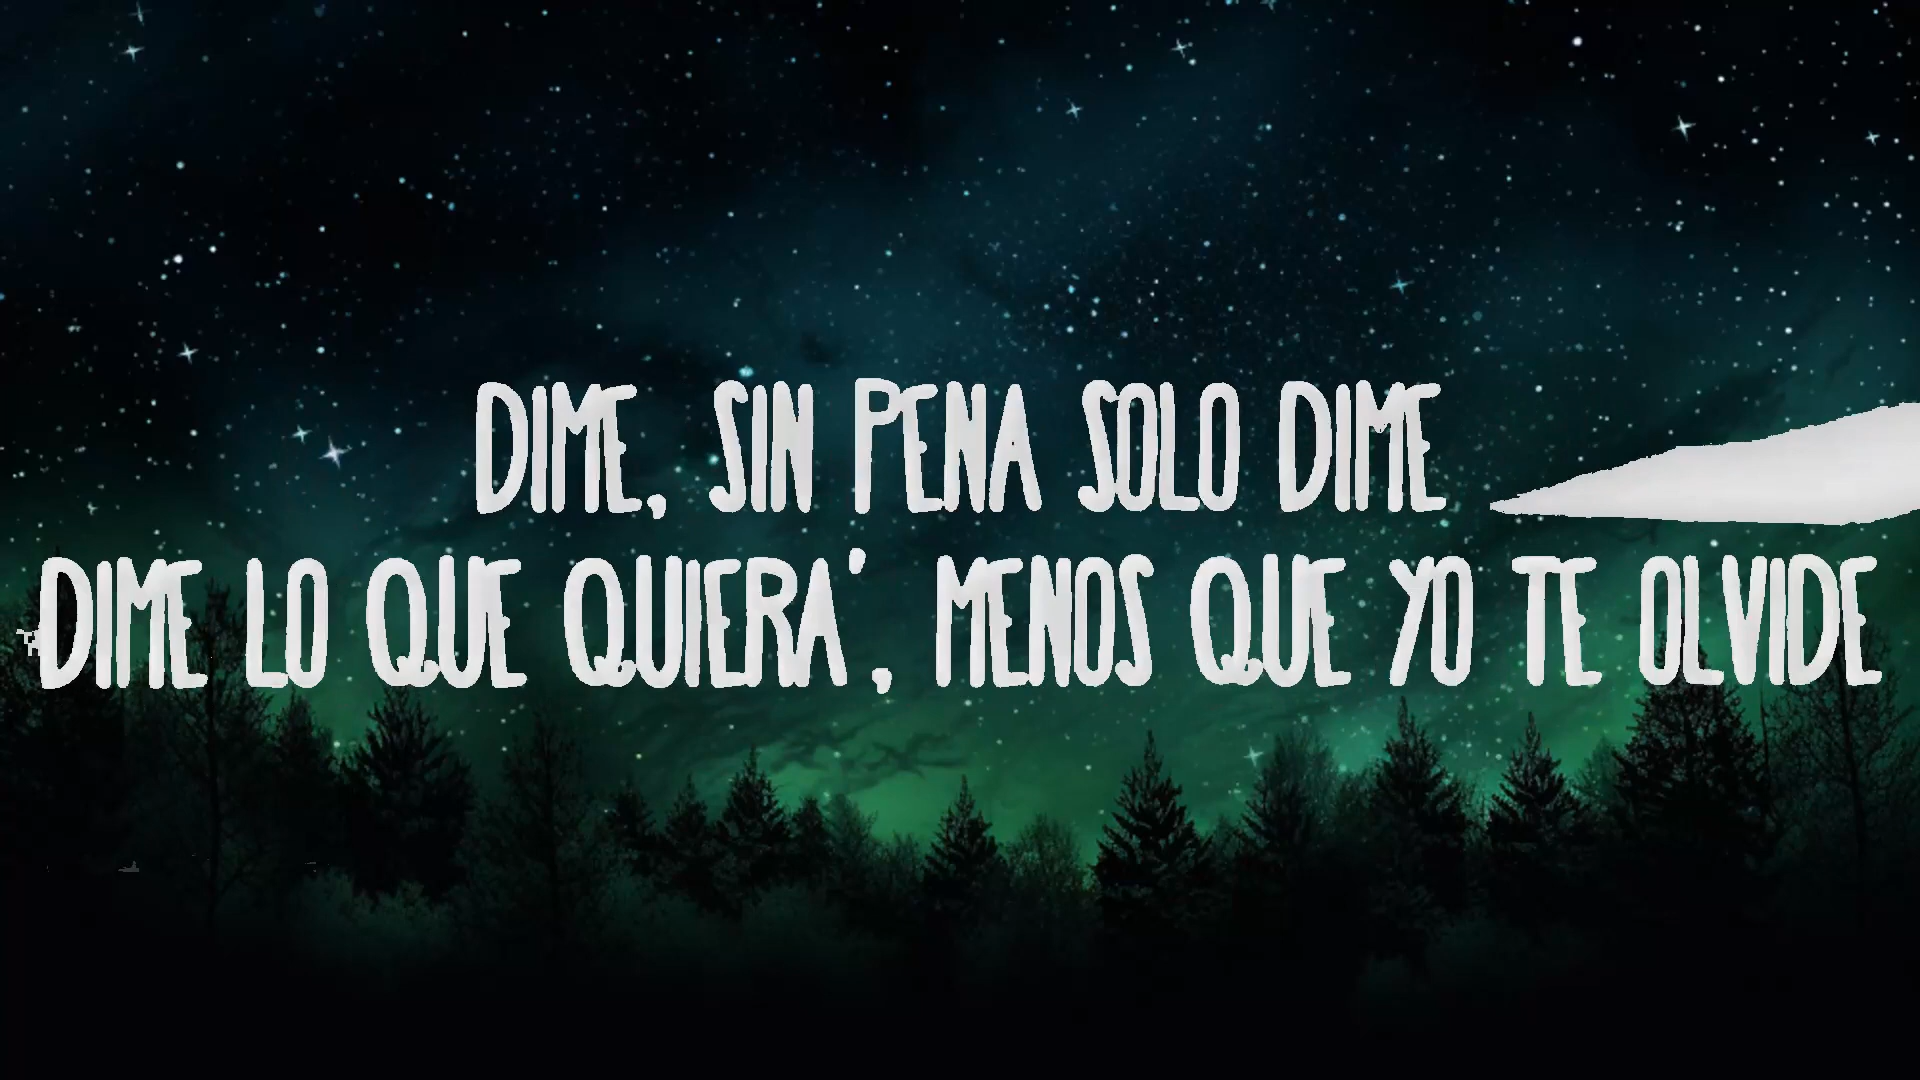 DIME, SIN PENA SOLO DIME
DIME LO QUE QUIERA', MENOS QUE YO TE OLVIDE